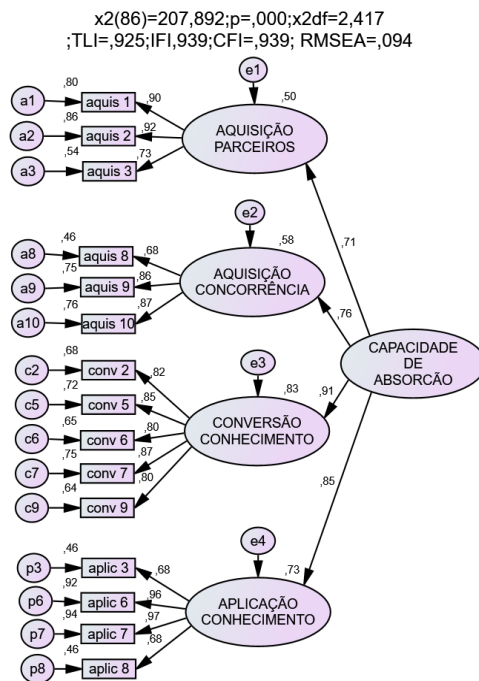 x2(86)=207,892;p=,000;x2df=2,417
;TLI=,925;IFI,939;CFI=,939; RMSEA=,094
e1
,80
a1
aquis 1
,90
,50
,86
a2
aquis 2
,92
AQUISIÇÃO
PARCEIROS
,54
a3
aquis 3
,73
,71
e2
,46
a8
aquis 8
,68
,58
,75
a9
aquis 9
,86
AQUISIÇÃO
CONCORRÊNCIA
,76
a10
aquis 10
,87
,76
CAPACIDADE
DE
ABSORCÃO
e3
,68
c2
conv 2
,82
,83
,91
,72
c5
conv 5
,85
,65
c6
conv 6
,80
CONVERSÃO
CONHECIMENTO
,75
c7
conv 7
,87
,64
c9
conv 9
,80
,85
e4
,46
p3
aplic 3
,68
,73
,92
p6
aplic 6
,96
APLICAÇÃO
CONHECIMENTO
,94
p7
aplic 7
,97
,46
p8
aplic 8
,68